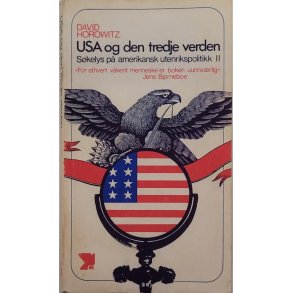 DAVID
HOROWITZ
USA og den tredje verden
Søkelys på amerikansk utenrikspolitikk II
«For ethvert våkent menneske er boken uunnværlig»
Jens Bjørneboe